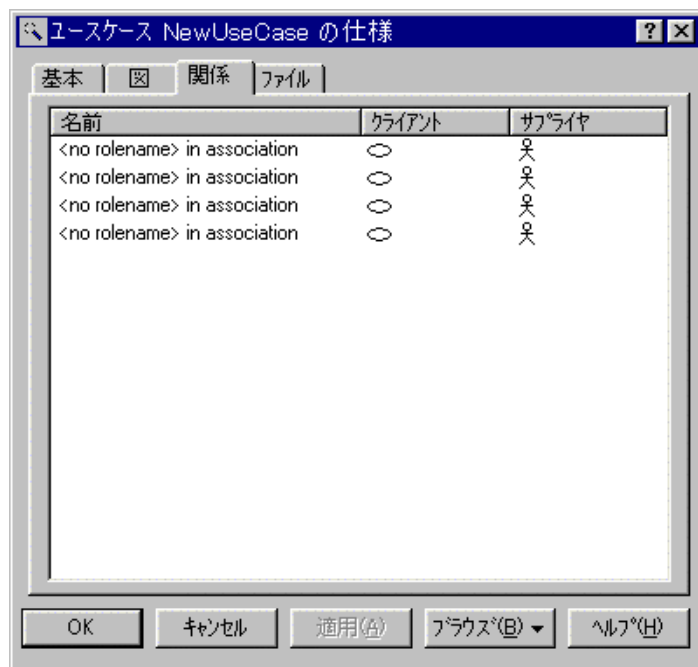 ユースケース NewUseCase の仕様
基本 図 関係 ﾌｧｲﾙ
名前 ｸﾗｲｱﾝﾄ ｻﾌﾟﾗｲﾔ
<no rolename> in association
<no rolename> in association
<no rolename> in association
<no rolename> in association
OK ｷｬﾝｾﾙ 適用(A) ﾌﾞﾗｳｽﾞ(B) ﾍﾙﾌﾟ(H)